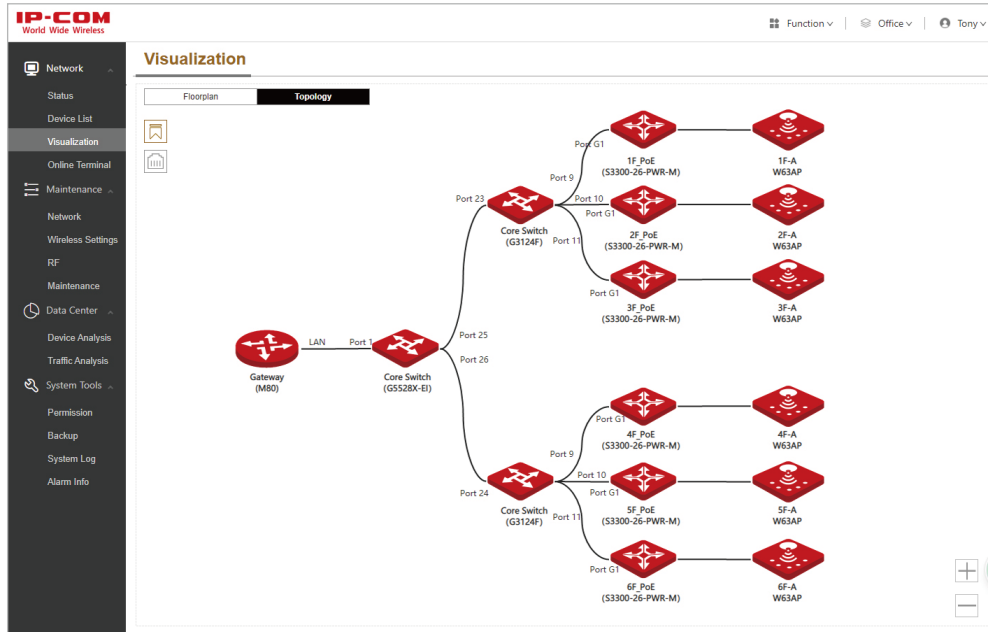 IP-COM
World Wide Wireless
Function
Office
Tony
Network
Status
Device List
Visualization
Online Terminal
Maintenance
Network
Wireless Settings
RF
Maintenance
Data Center
Device Analysis
Traffic Analysis
System Tools
Permission
Backup
System Log
Alarm Info
Visualization
Floorplan
Topology
Gateway
(M80)
LAN
Port 1
Core Switch
(G5528X-EI)
Port 25
Port 26
Port 23
Core Switch
(G3124F)
Port 9
Port 10
Port 11
Port G1
1F_PoE
(S3300-26-PWR-M)
1F-A
W63AP
Port G1
2F_PoE
(S3300-26-PWR-M)
2F-A
W63AP
Port G1
3F_PoE
(S3300-26-PWR-M)
3F-A
W63AP
Port 24
Core Switch
(G3124F)
Port 9
Port 10
Port 11
Port G1
4F_PoE
(S3300-26-PWR-M)
4F-A
W63AP
Port G1
5F_PoE
(S3300-26-PWR-M)
5F-A
W63AP
Port G1
6F_PoE
(S3300-26-PWR-M)
6F-A
W63AP